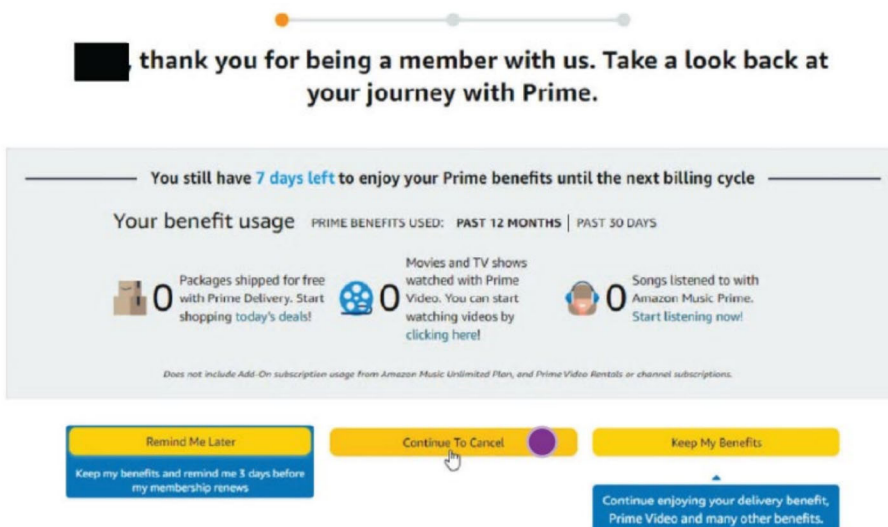 , thank you for being a member with us. Take a look back at
your journey with Prime.
You still have 7 days left to enjoy your Prime benefits until the next billing cycle
Your benefit usage PRIME BENEFITS USED: PAST 12 MONTHS | PAST 30 DAYS
0
Packages shipped for free
with Prime Delivery. Start
shopping today's deals!
0
Movies and TV shows
watched with Prime
Video. You can start
watching videos by
clicking here!
0
Songs listened to with
Amazon Music Prime.
Start listening now!
Does not include Add-On subscription usage from Amazon Music Unlimited Plan, and Prime Video Rentals or channel subscriptions.
Remind Me Later
Keep my benefits and remind me 3 days before
my membership renews
Continue To Cancel
Keep My Benefits
Continue enjoying your delivery benefit,
Prime Video and many other benefits.